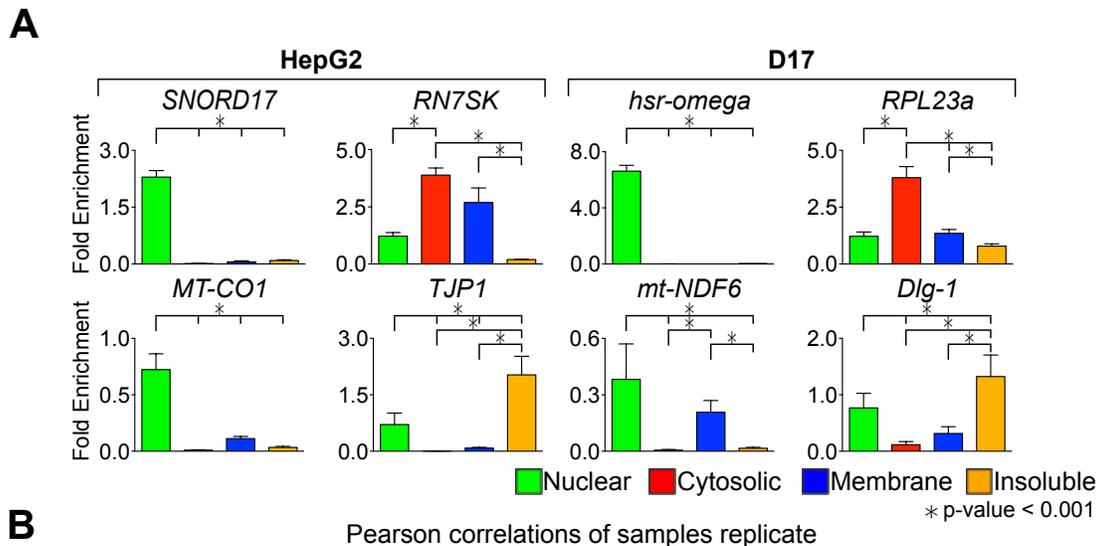 A
HepG2 D17
SNORD17 RN7SK hsr-omega RPL23a
* * * * * * * *
Fold Enrichment
3.0 5.0 8.0 5.0
1.5 2.5 4.0 2.5
0.0 0.0 0.0 0.0
MT-CO1 TJP1 mt-NDF6 Dlg-1
* * * * * * * * * *
Fold Enrichment
1.0 3.0 0.6 2.0
0.5 1.5 0.3 1.0
0.0 0.0 0.0 0.0
Nuclear Cytosolic Membrane Insoluble
* p-value < 0.001
B
Pearson correlations of samples replicate